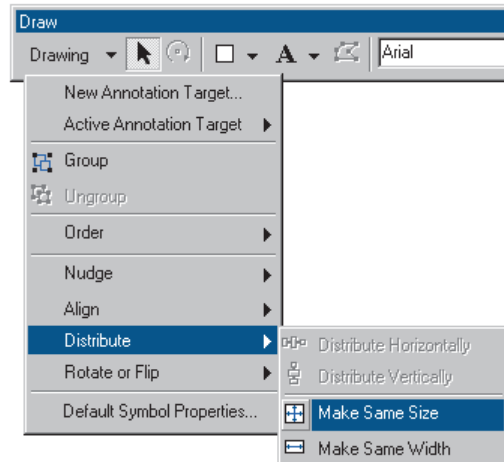 Draw
Drawing A Arial
New Annotation Target...
Active Annotation Target
Group
Ungroup
Order
Nudge
Align
Distribute
Distribute Horizontally
Rotate or Flip
Distribute Vertically
Default Symbol Properties...
Make Same Size
Make Same Width